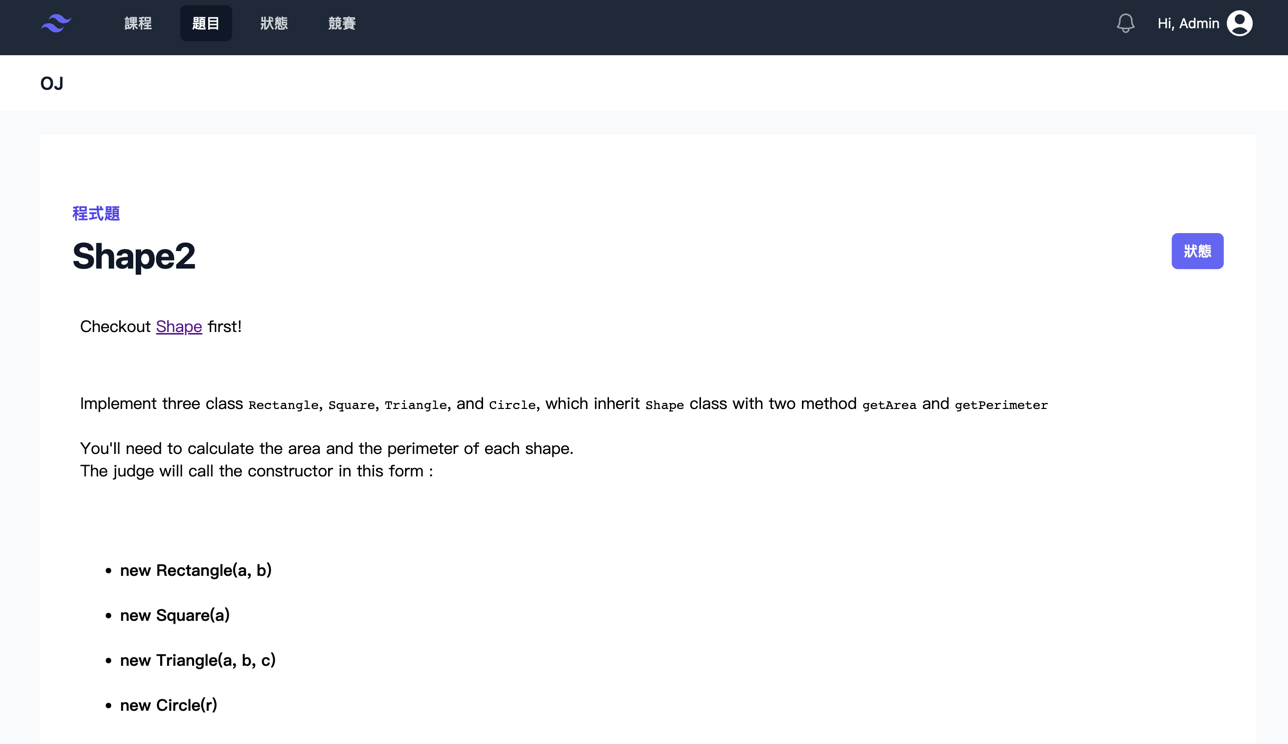 課程 題目 狀態 競賽 Hi, Admin
OJ
程式題
Shape2
狀態
Checkout Shape first!
Implement three class Rectangle, Square, Triangle, and Circle, which inherit Shape class with two method getArea and getPerimeter
You'll need to calculate the area and the perimeter of each shape.
The judge will call the constructor in this form :
• new Rectangle(a, b)
• new Square(a)
• new Triangle(a, b, c)
• new Circle(r)